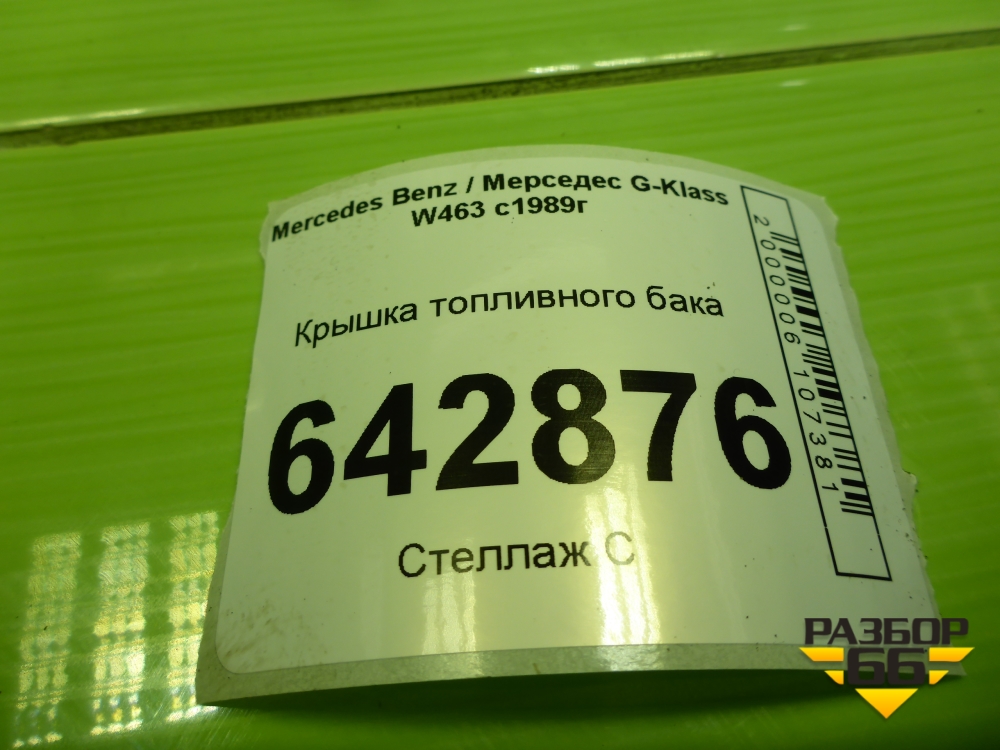 Mercedes Benz / Мерседес G-Klass
W463 с1989г
Крышка топливного бака
642876
Стеллаж С
2000006107381
РАЗБОР
66